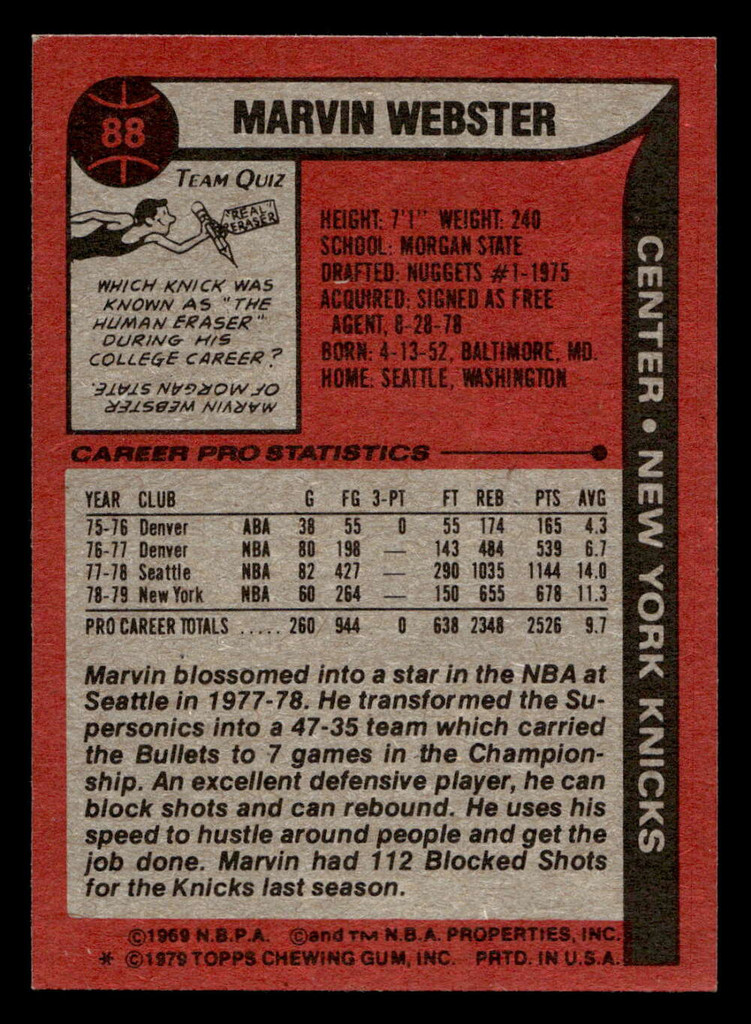 88
MARVIN WEBSTER
TEAM QUIZ
"REAL" ERASER
WHICH KNICK WAS
KNOWN AS "THE
HUMAN ERASER"
DURING HIS
COLLEGE CAREER?
MARVIN WEBSTER
OF MORGAN STATE.
HEIGHT: 7'1" WEIGHT: 240
SCHOOL: MORGAN STATE
DRAFTED: NUGGETS #1-1975
ACQUIRED: SIGNED AS FREE
AGENT, 8-28-78
BORN: 4-13-52, BALTIMORE, MD.
HOME: SEATTLE, WASHINGTON
CENTER • NEW YORK KNICKS
CAREER PRO STATISTICS
YEAR CLUB G FG 3-PT FT REB PTS AVG
75-76 Denver ABA 38 55 0 55 174 165 4.3
76-77 Denver NBA 80 198 — 143 484 539 6.7
77-78 Seattle NBA 82 427 — 290 1035 1144 14.0
78-79 New York NBA 60 264 — 150 655 678 11.3
PRO CAREER TOTALS ..... 260 944 0 638 2348 2526 9.7
Marvin blossomed into a star in the NBA at
Seattle in 1977-78. He transformed the Su-
personics into a 47-35 team which carried
the Bullets to 7 games in the Champion-
ship. An excellent defensive player, he can
block shots and can rebound. He uses his
speed to hustle around people and get the
job done. Marvin had 112 Blocked Shots
for the Knicks last season.
©1969 N.B.P.A. ©and TM N.B.A. PROPERTIES, INC.
* ©1979 TOPPS CHEWING GUM, INC. PRTD. IN U.S.A.